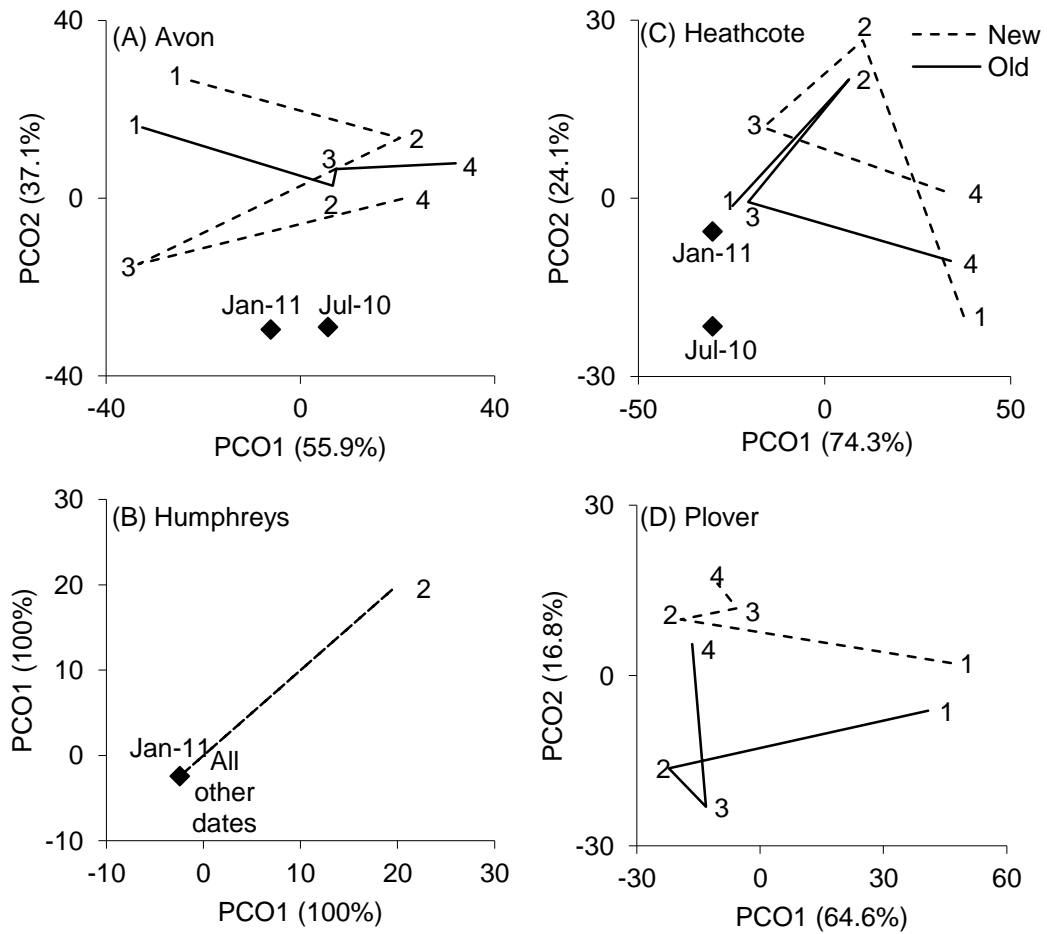 (A) Avon
40
0
-40
-40
0
40
PCO2 (37.1%)
PCO1 (55.9%)
1
1
2
3
2
4
4
3
Jan-11
Jul-10
(C) Heathcote
New
Old
30
0
-30
-50
0
50
PCO2 (24.1%)
PCO1 (74.3%)
2
2
3
1
3
4
4
1
Jan-11
Jul-10
(B) Humphreys
30
20
10
0
-10
-10
0
10
20
30
PCO1 (100%)
PCO1 (100%)
2
Jan-11
All
other
dates
(D) Plover
30
0
-30
-30
0
30
60
PCO2 (16.8%)
PCO1 (64.6%)
4
3
2
4
1
1
2
3